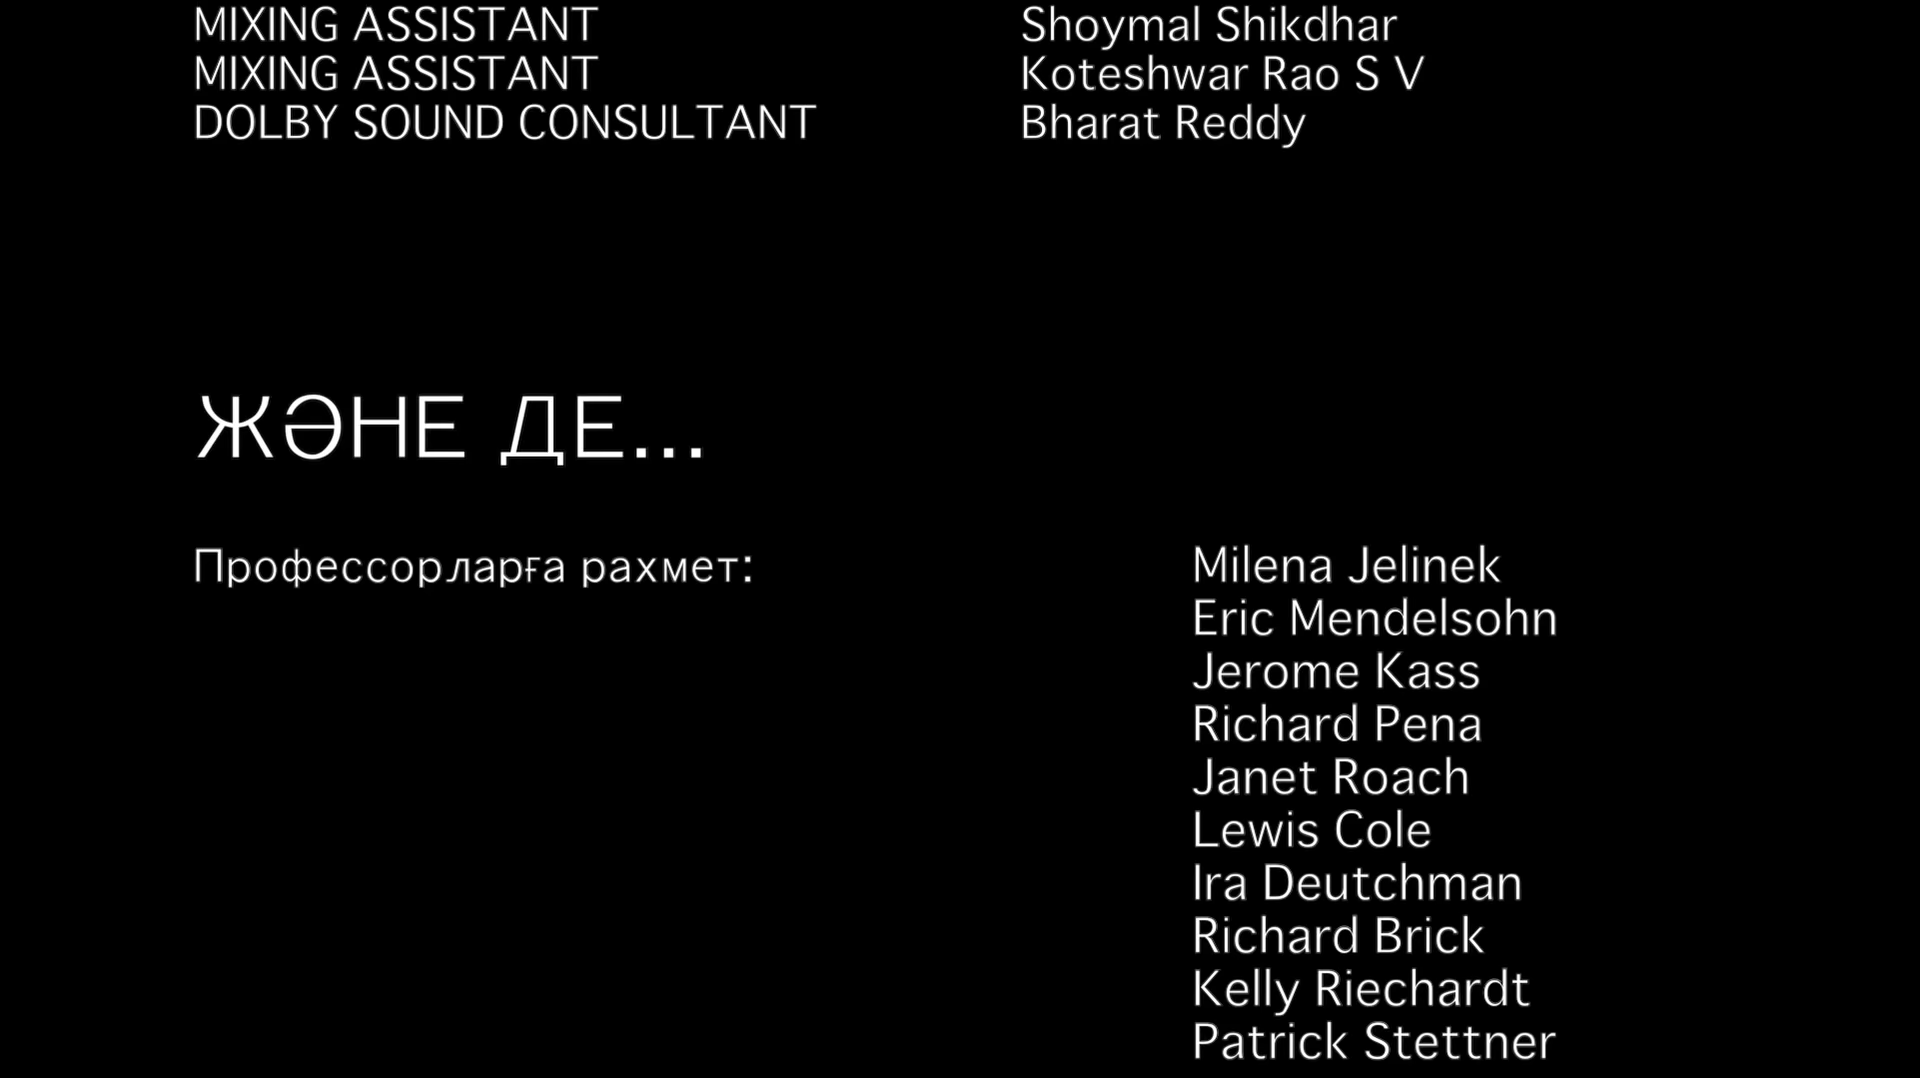 MIXING ASSISTANT Shoymal Shikdhar
MIXING ASSISTANT Koteshwar Rao S V
DOLBY SOUND CONSULTANT Bharat Reddy
ЖӘНЕ ДЕ...
Профессорларға рахмет: Milena Jelinek
Eric Mendelsohn
Jerome Kass
Richard Pena
Janet Roach
Lewis Cole
Ira Deutchman
Richard Brick
Kelly Riechardt
Patrick Stettner